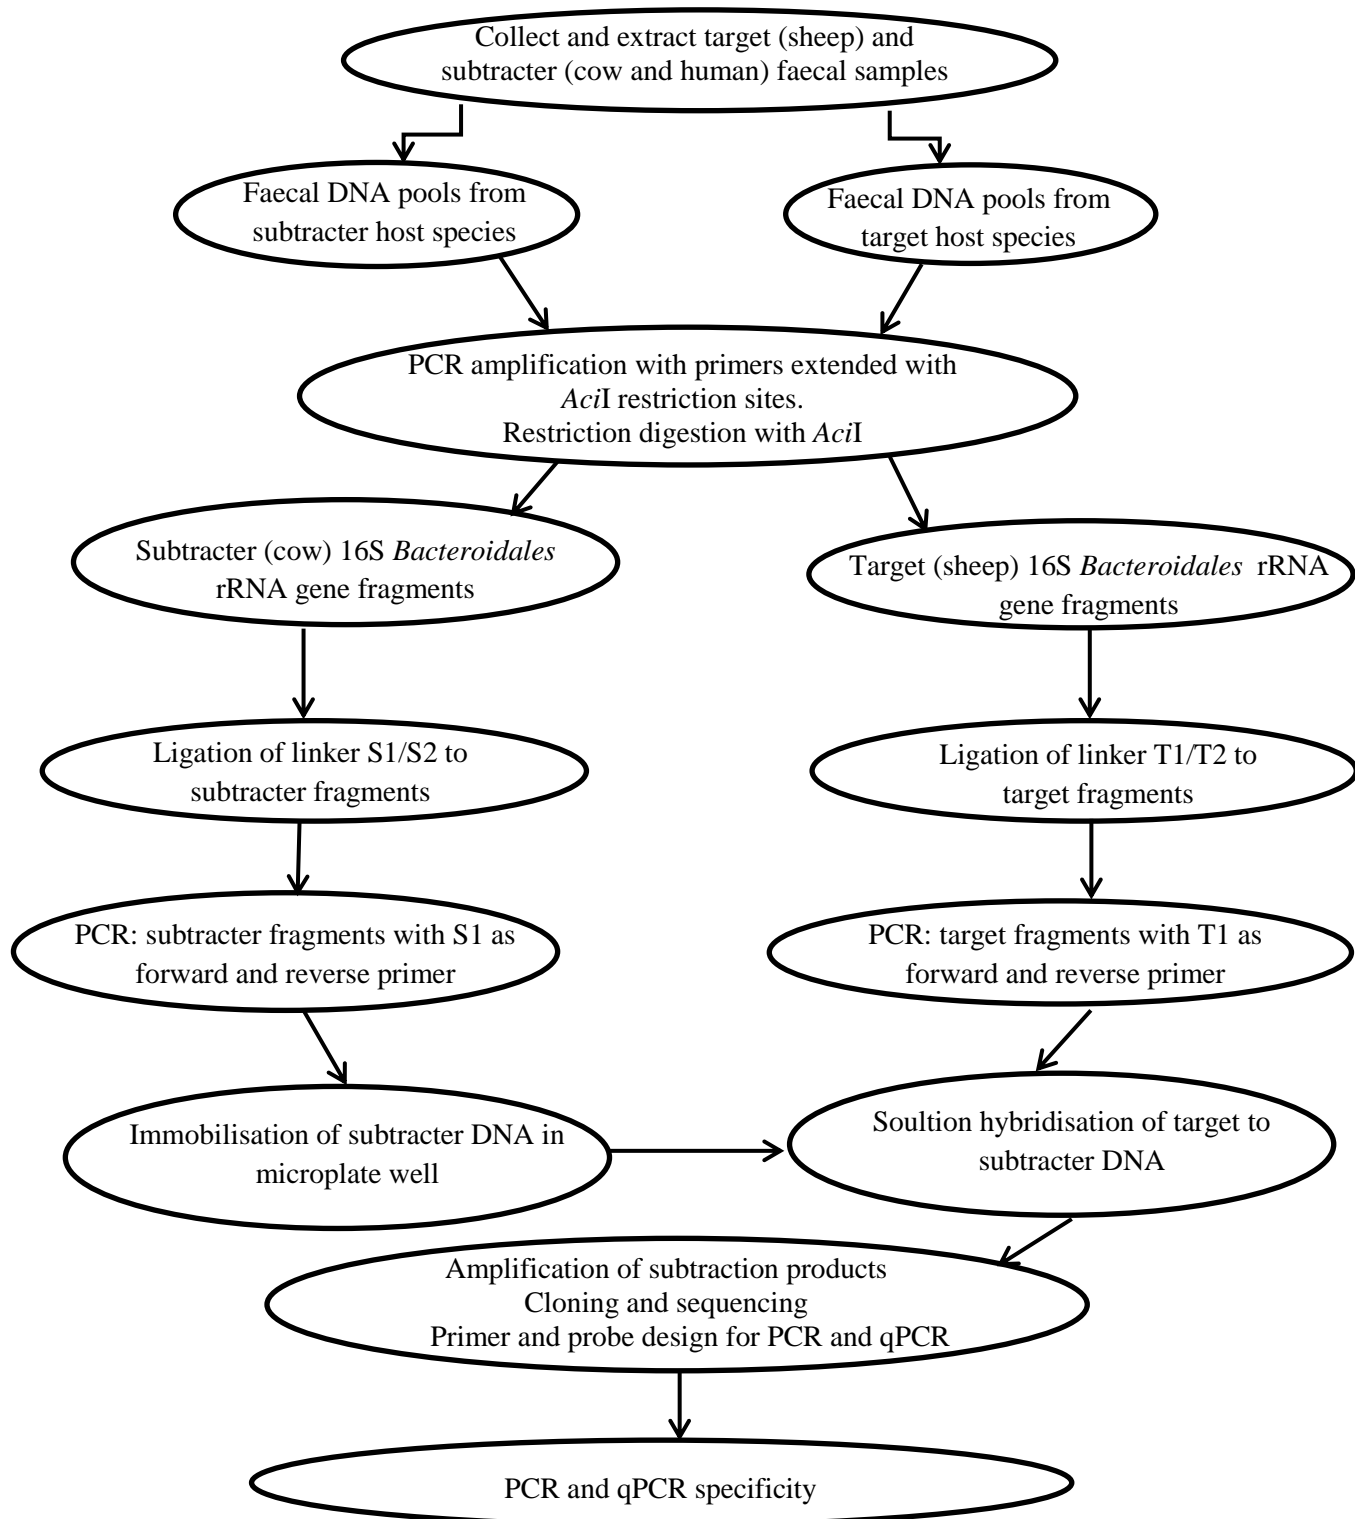 Collect and extract target (sheep) and
subtracter (cow and human) faecal samples
Faecal DNA pools from
subtracter host species
Faecal DNA pools from
target host species
PCR amplification with primers extended with
AciI restriction sites.
Restriction digestion with AciI
Subtracter (cow) 16S Bacteroidales
rRNA gene fragments
Target (sheep) 16S Bacteroidales rRNA
gene fragments
Ligation of linker S1/S2 to
subtracter fragments
Ligation of linker T1/T2 to
target fragments
PCR: subtracter fragments with S1 as
forward and reverse primer
PCR: target fragments with T1 as
forward and reverse primer
Immobilisation of subtracter DNA in
microplate well
Soultion hybridisation of target to
subtracter DNA
Amplification of subtraction products
Cloning and sequencing
Primer and probe design for PCR and qPCR
PCR and qPCR specificity